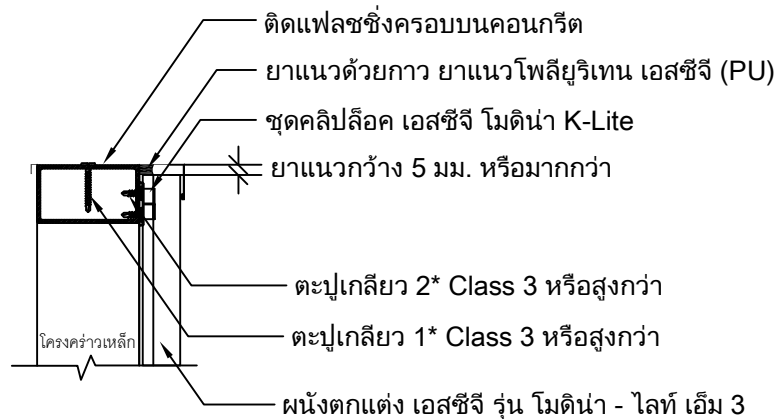 ติดแฟลชชิ่งครอบบนคอนกรีต
ยาแนวด้วยกาว ยาแนวโพลียูริเทน เอสซีจี (PU)
ชุดคลิปล็อค เอสซีจี โมดิน่า K-Lite
ยาแนวกว้าง 5 มม. หรือมากกว่า
ตะปูเกลียว 2* Class 3 หรือสูงกว่า
ตะปูเกลียว 1* Class 3 หรือสูงกว่า
โครงคร่าวเหล็ก
ผนังตกแต่ง เอสซีจี รุ่น โมดิน่า - ไลท์ เอ็ม 3